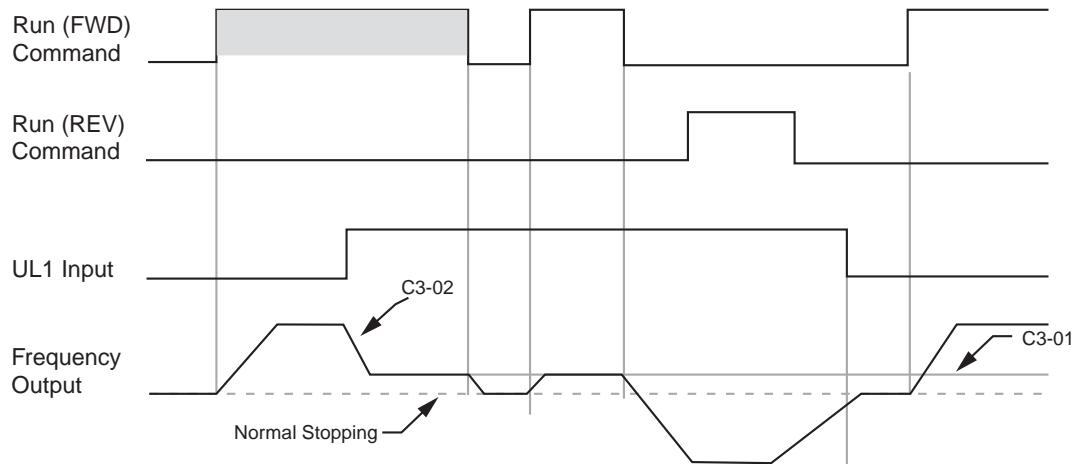 Run (FWD)
Command
Run (REV)
Command
UL1 Input
C3-02
Frequency
Output
C3-01
Normal Stopping